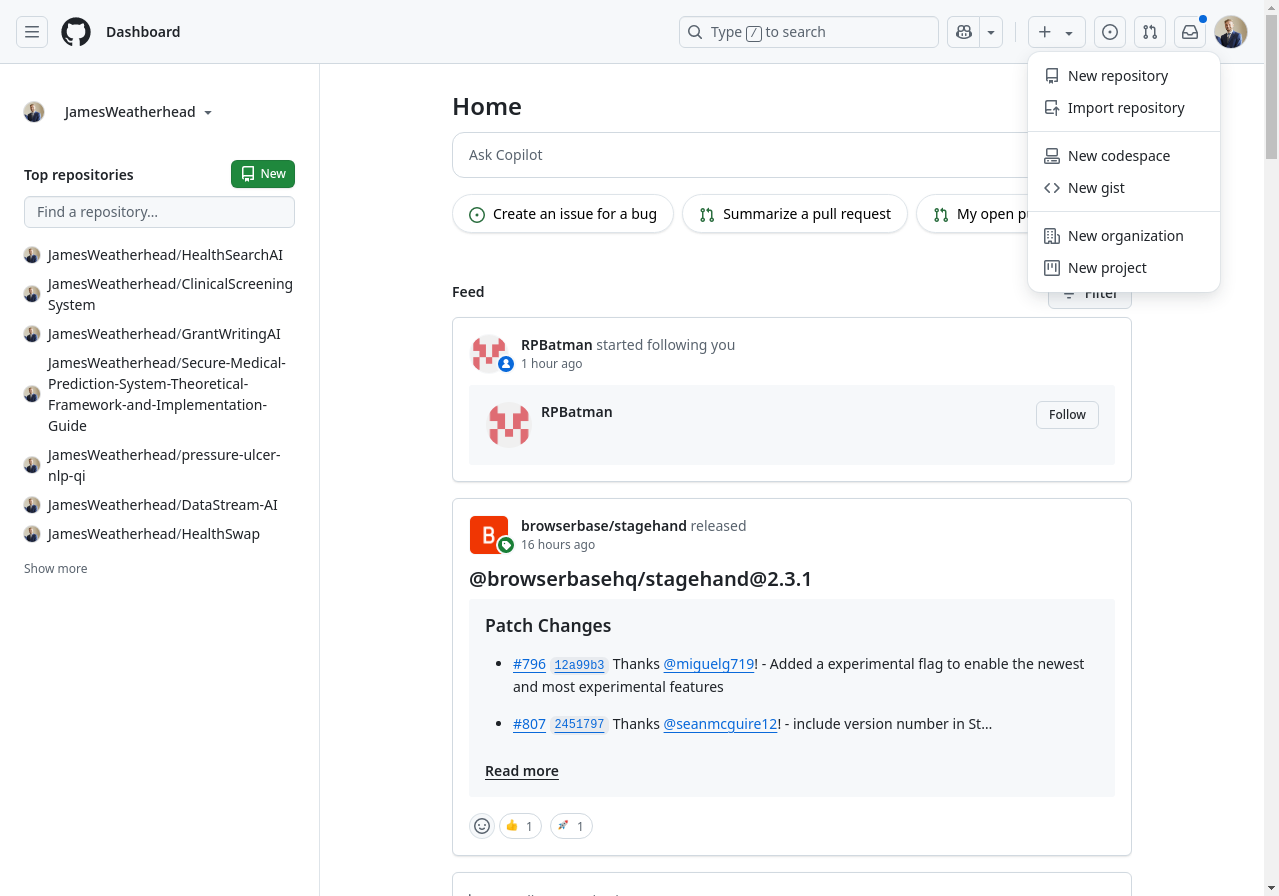 Dashboard
Type / to search
JamesWeatherhead
Top repositories
New
Find a repository...
JamesWeatherhead/HealthSearchAI
JamesWeatherhead/ClinicalScreening
System
JamesWeatherhead/GrantWritingAI
JamesWeatherhead/Secure-Medical-
Prediction-System-Theoretical-
Framework-and-Implementation-
Guide
JamesWeatherhead/pressure-ulcer-
nlp-qi
JamesWeatherhead/DataStream-AI
JamesWeatherhead/HealthSwap
Show more
Home
Ask Copilot
Create an issue for a bug
Summarize a pull request
My open
New repository
Import repository
New codespace
New gist
New organization
New project
Feed
Filter
RPBatman started following you
1 hour ago
RPBatman
Follow
B
browserbase/stagehand released
16 hours ago
@browserbasehq/stagehand@2.3.1
Patch Changes
#796 12a99b3 Thanks @miguelg719! - Added a experimental flag to enable the newest
and most experimental features
#807 2451797 Thanks @seanmcguire12! - include version number in St...
Read more
1
1